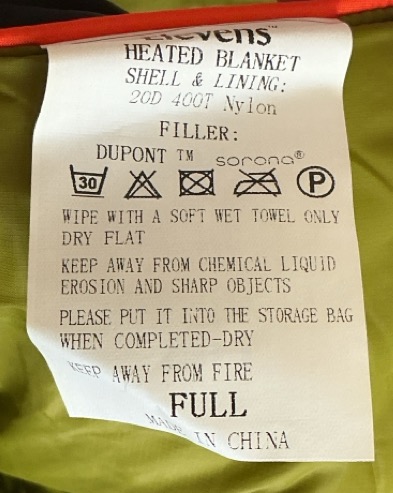 HEATED BLANKET
SHELL & LINING:
20D 400T Nylon
FILLER:
DUPONT ™ sorona®
30 P
WIPE WITH A SOFT WET TOWEL ONLY
DRY FLAT
KEEP AWAY FROM CHEMICAL LIQUID
EROSION AND SHARP OBJECTS
PLEASE PUT IT INTO THE STORAGE BAG
WHEN COMPLETED-DRY
KEEP AWAY FROM FIRE
FULL
MADE IN CHINA